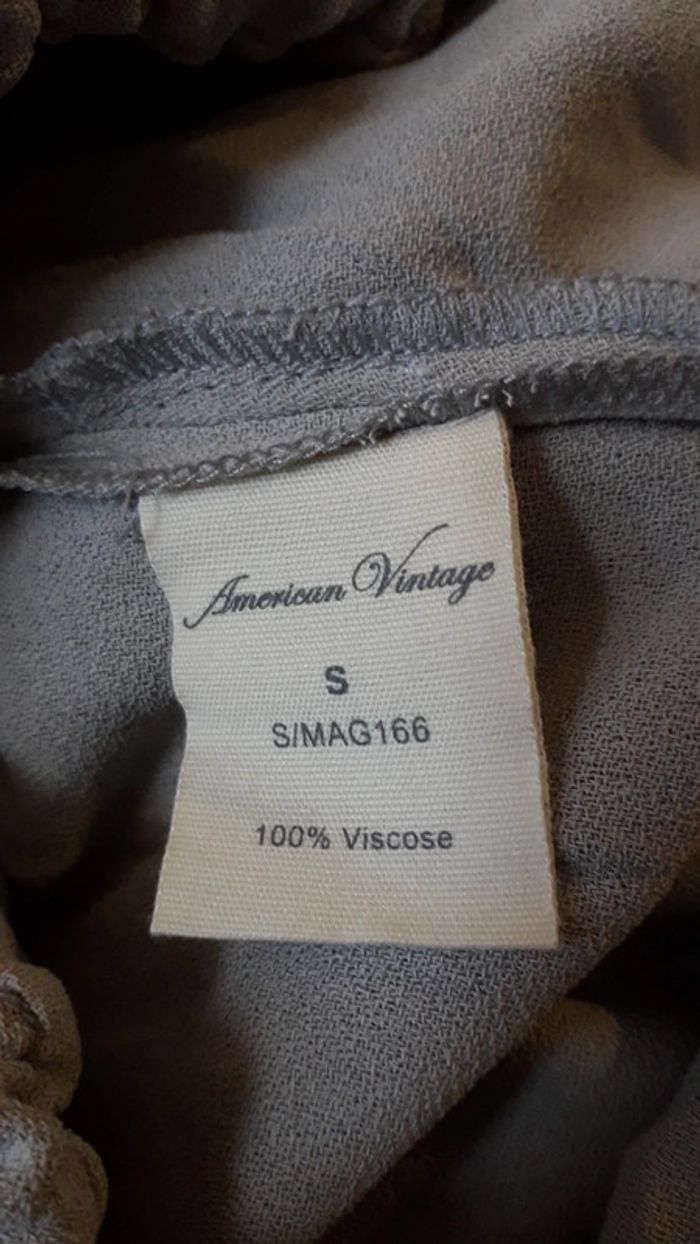 American Vintage
S
S/MAG166
100% Viscose